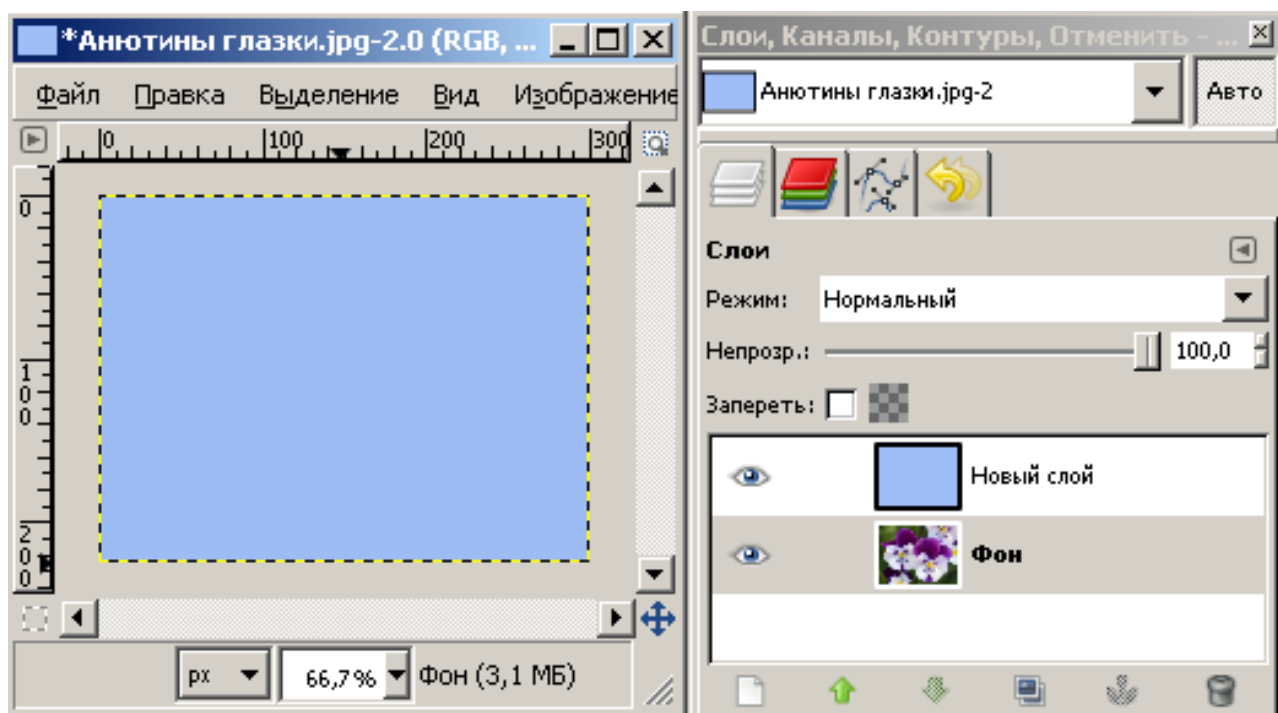 *Анютины глазки.jpg-2.0 (RGB, ...
Файл Правка Выделение Вид Изображение
0 100 200 300
0
100
200
px 66,7% Фон (3,1 МБ)
Слои, Каналы, Контуры, Отменить - ...
Анютины глазки.jpg-2 Авто
Слои
Режим: Нормальный
Непрозр.: 100,0
Запереть:
Новый слой
Фон